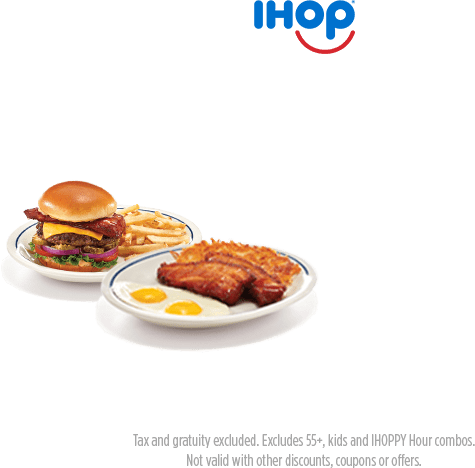 IHOP
Tax and gratuity excluded. Excludes 55+, kids and IHOPPY Hour combos.
Not valid with other discounts, coupons or offers.